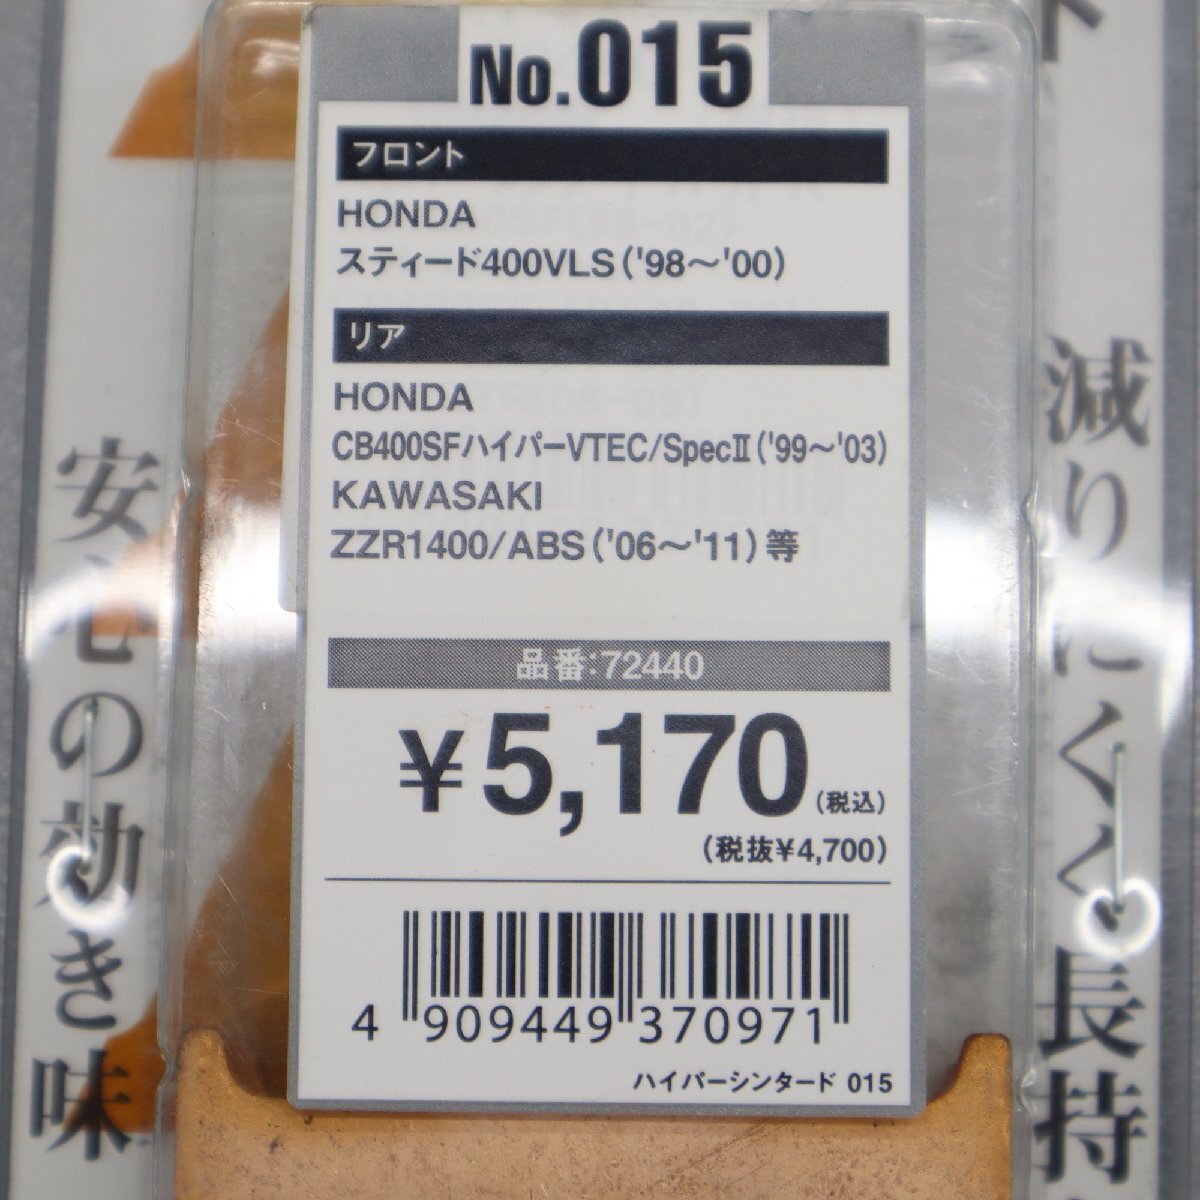 No.015
フロント
HONDA
スティード400VLS('98～'00)
リア
HONDA
CB400SFハイパーVTEC/SpecⅡ('99～'03)
KAWASAKI
ZZR1400/ABS('06～'11)等
品番:72440
¥5,170(税込)
(税抜¥4,700)
4 909449 370971
ハイパーシンタード 015
減りにくく長持
安心の効き味